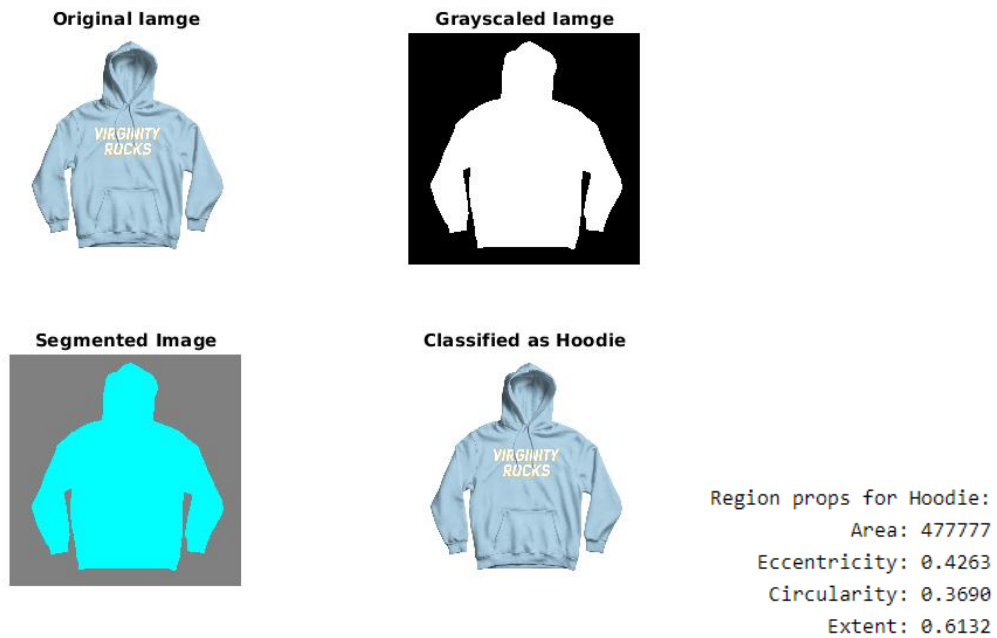 Original Iamge
Grayscaled Iamge
VIRGINITY
ROCKS
Segmented Image
Classified as Hoodie
VIRGINITY
ROCKS
Region props for Hoodie:
Area: 477777
Eccentricity: 0.4263
Circularity: 0.3690
Extent: 0.6132